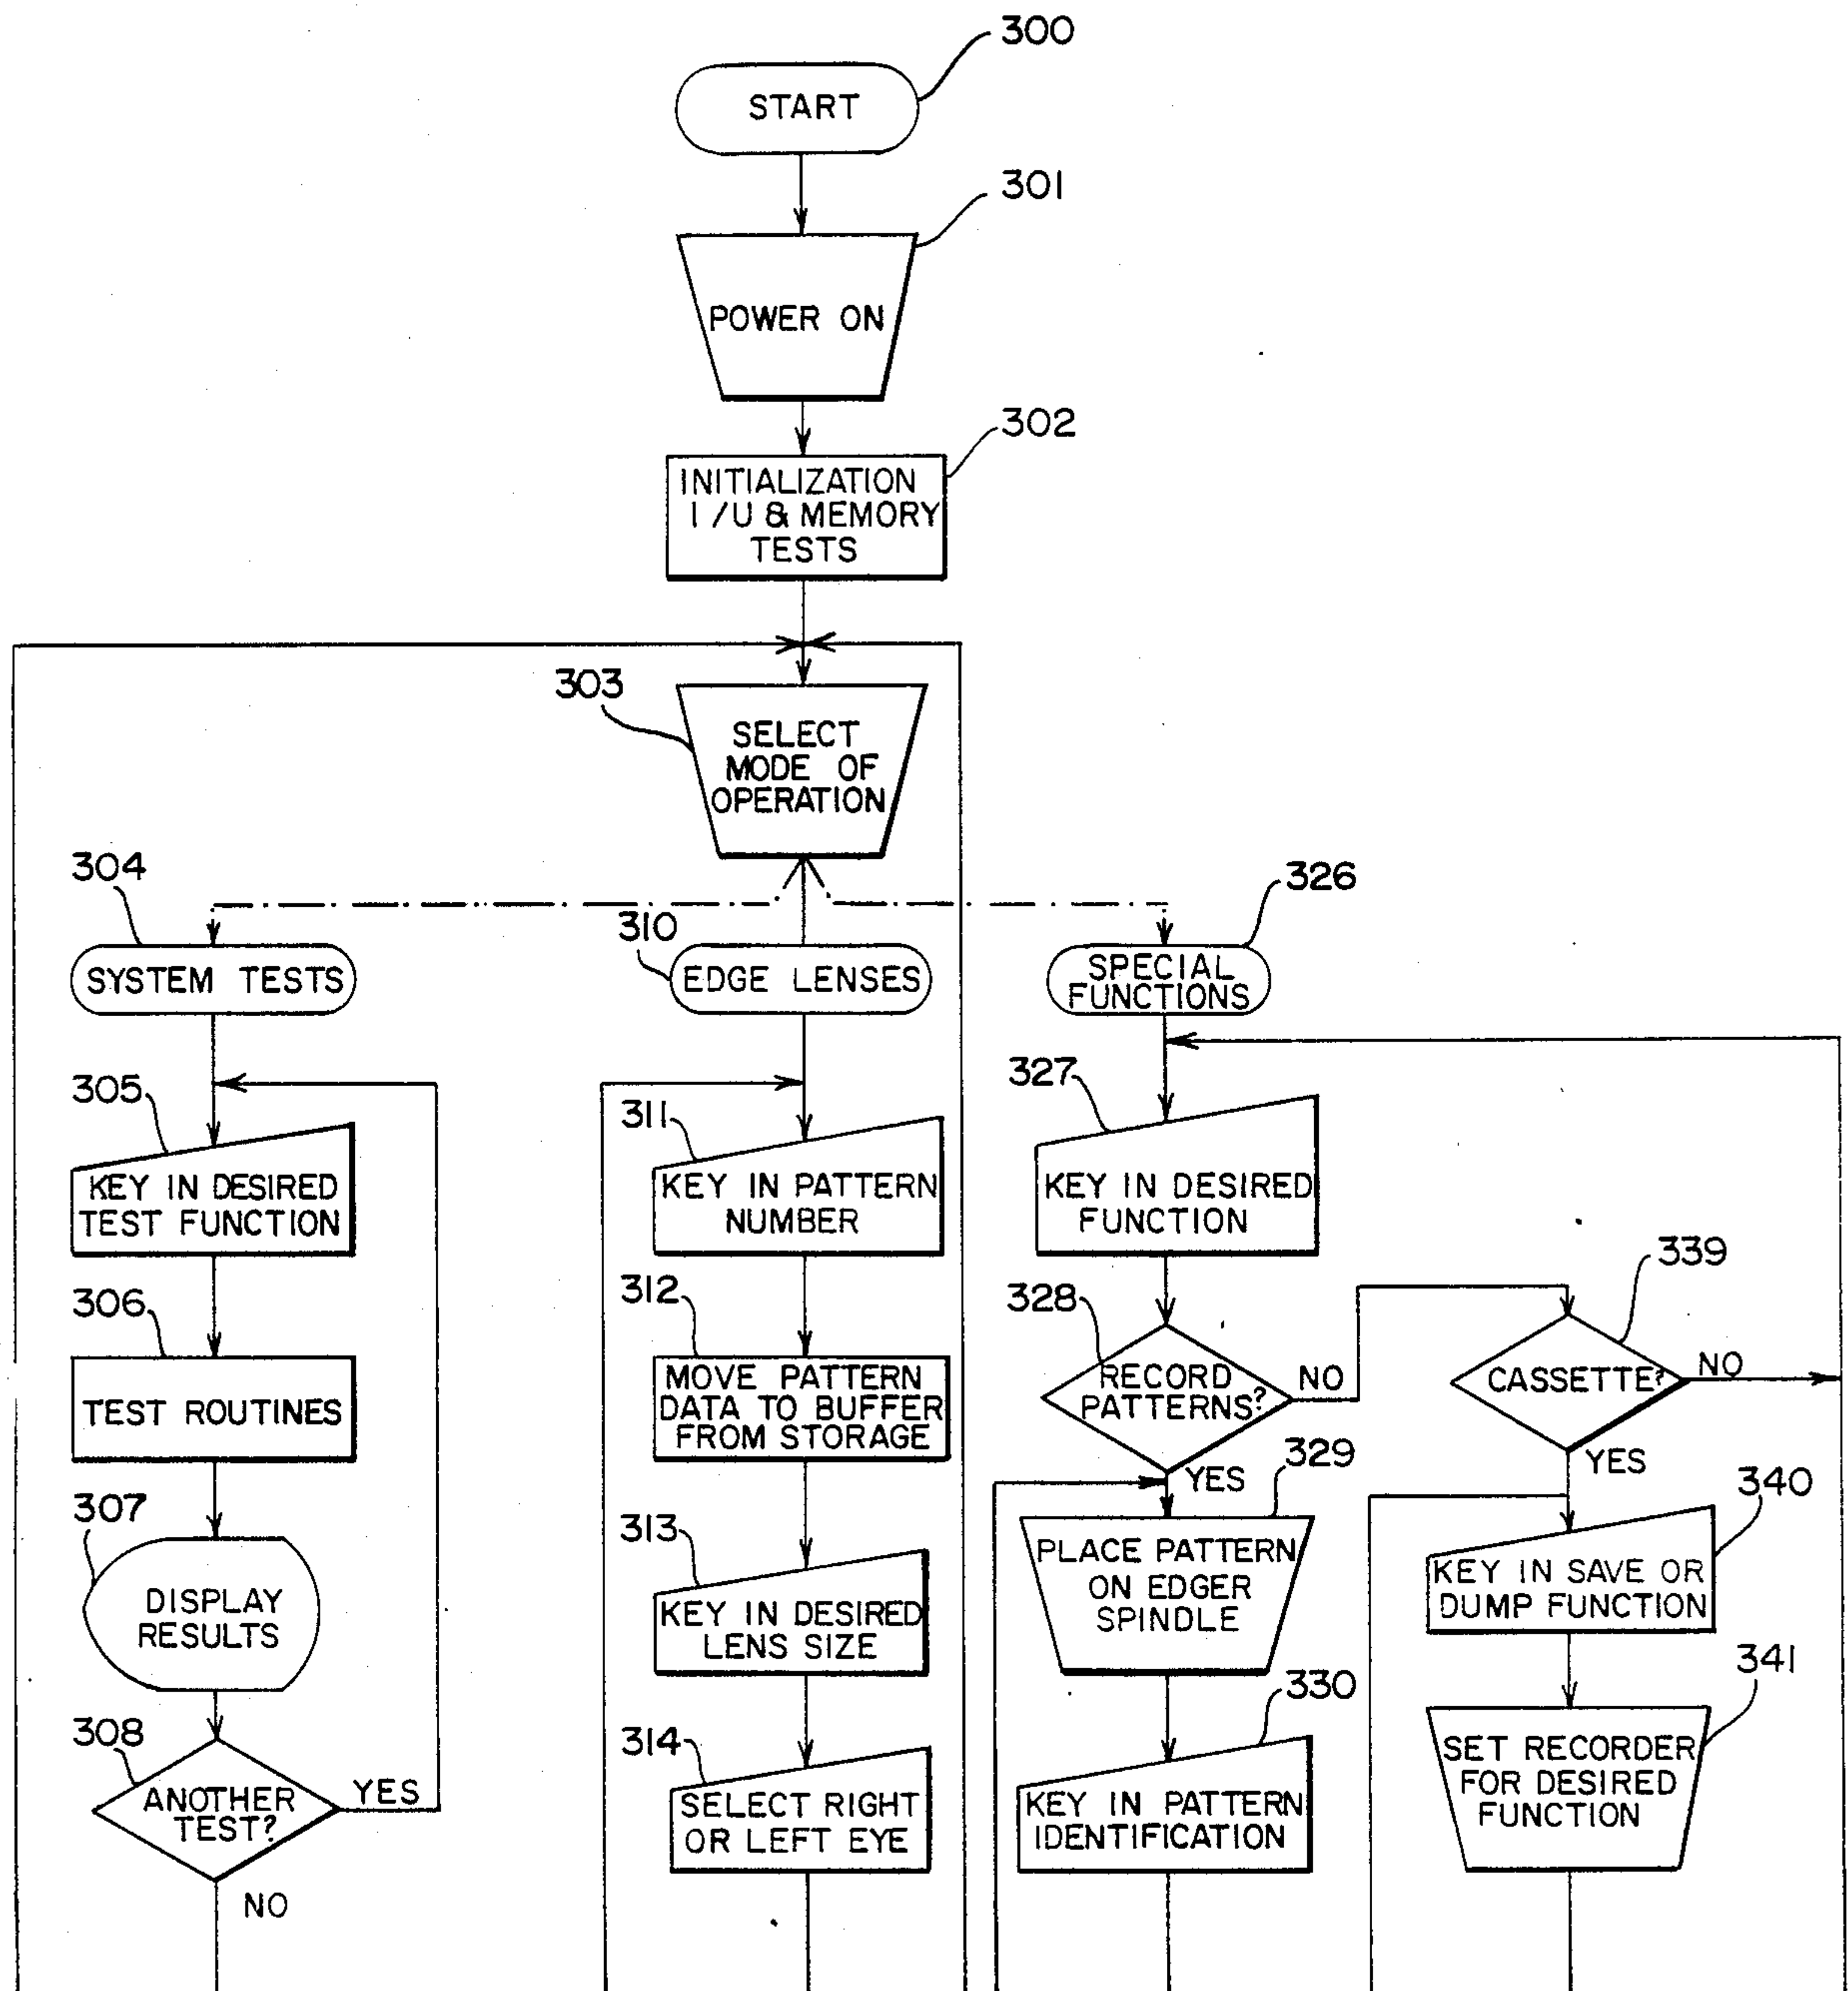 300
START
301
POWER ON
302
INITIALIZATION
I/U & MEMORY
TESTS
303
SELECT
MODE OF
OPERATION
304
SYSTEM TESTS
305
KEY IN DESIRED
TEST FUNCTION
306
TEST ROUTINES
307
DISPLAY
RESULTS
308
ANOTHER
TEST?
YES
NO
310
EDGE LENSES
311
KEY IN PATTERN
NUMBER
312
MOVE PATTERN
DATA TO BUFFER
FROM STORAGE
313
KEY IN DESIRED
LENS SIZE
314
SELECT RIGHT
OR LEFT EYE
326
SPECIAL
FUNCTIONS
327
KEY IN DESIRED
FUNCTION
328
RECORD
PATTERNS?
NO
YES
329
PLACE PATTERN
ON EDGER
SPINDLE
330
KEY IN PATTERN
IDENTIFICATION
339
CASSETTE?
NO
YES
340
KEY IN SAVE OR
DUMP FUNCTION
341
SET RECORDER
FOR DESIRED
FUNCTION